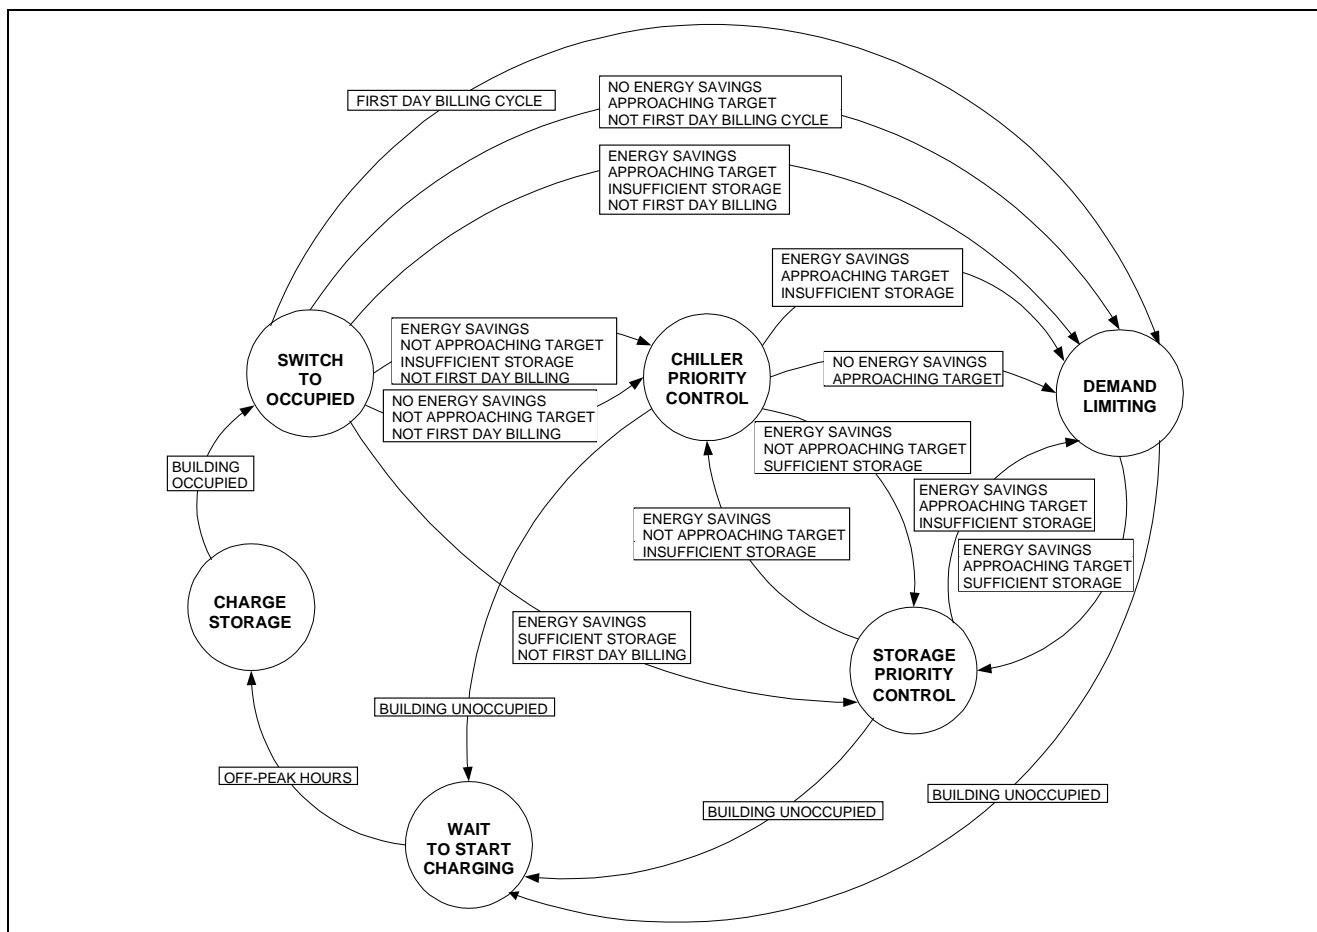 FIRST DAY BILLING CYCLE
NO ENERGY SAVINGS
APPROACHING TARGET
NOT FIRST DAY BILLING CYCLE
ENERGY SAVINGS
APPROACHING TARGET
INSUFFICIENT STORAGE
NOT FIRST DAY BILLING
ENERGY SAVINGS
APPROACHING TARGET
INSUFFICIENT STORAGE
SWITCH
TO
OCCUPIED
ENERGY SAVINGS
NOT APPROACHING TARGET
INSUFFICIENT STORAGE
NOT FIRST DAY BILLING
NO ENERGY SAVINGS
NOT APPROACHING TARGET
NOT FIRST DAY BILLING
CHILLER
PRIORITY
CONTROL
NO ENERGY SAVINGS
APPROACHING TARGET
DEMAND
LIMITING
ENERGY SAVINGS
NOT APPROACHING TARGET
SUFFICIENT STORAGE
BUILDING
OCCUPIED
ENERGY SAVINGS
APPROACHING TARGET
INSUFFICIENT STORAGE
ENERGY SAVINGS
NOT APPROACHING TARGET
INSUFFICIENT STORAGE
ENERGY SAVINGS
APPROACHING TARGET
SUFFICIENT STORAGE
CHARGE
STORAGE
ENERGY SAVINGS
SUFFICIENT STORAGE
NOT FIRST DAY BILLING
STORAGE
PRIORITY
CONTROL
BUILDING UNOCCUPIED
OFF-PEAK HOURS
BUILDING UNOCCUPIED
BUILDING UNOCCUPIED
WAIT
TO START
CHARGING